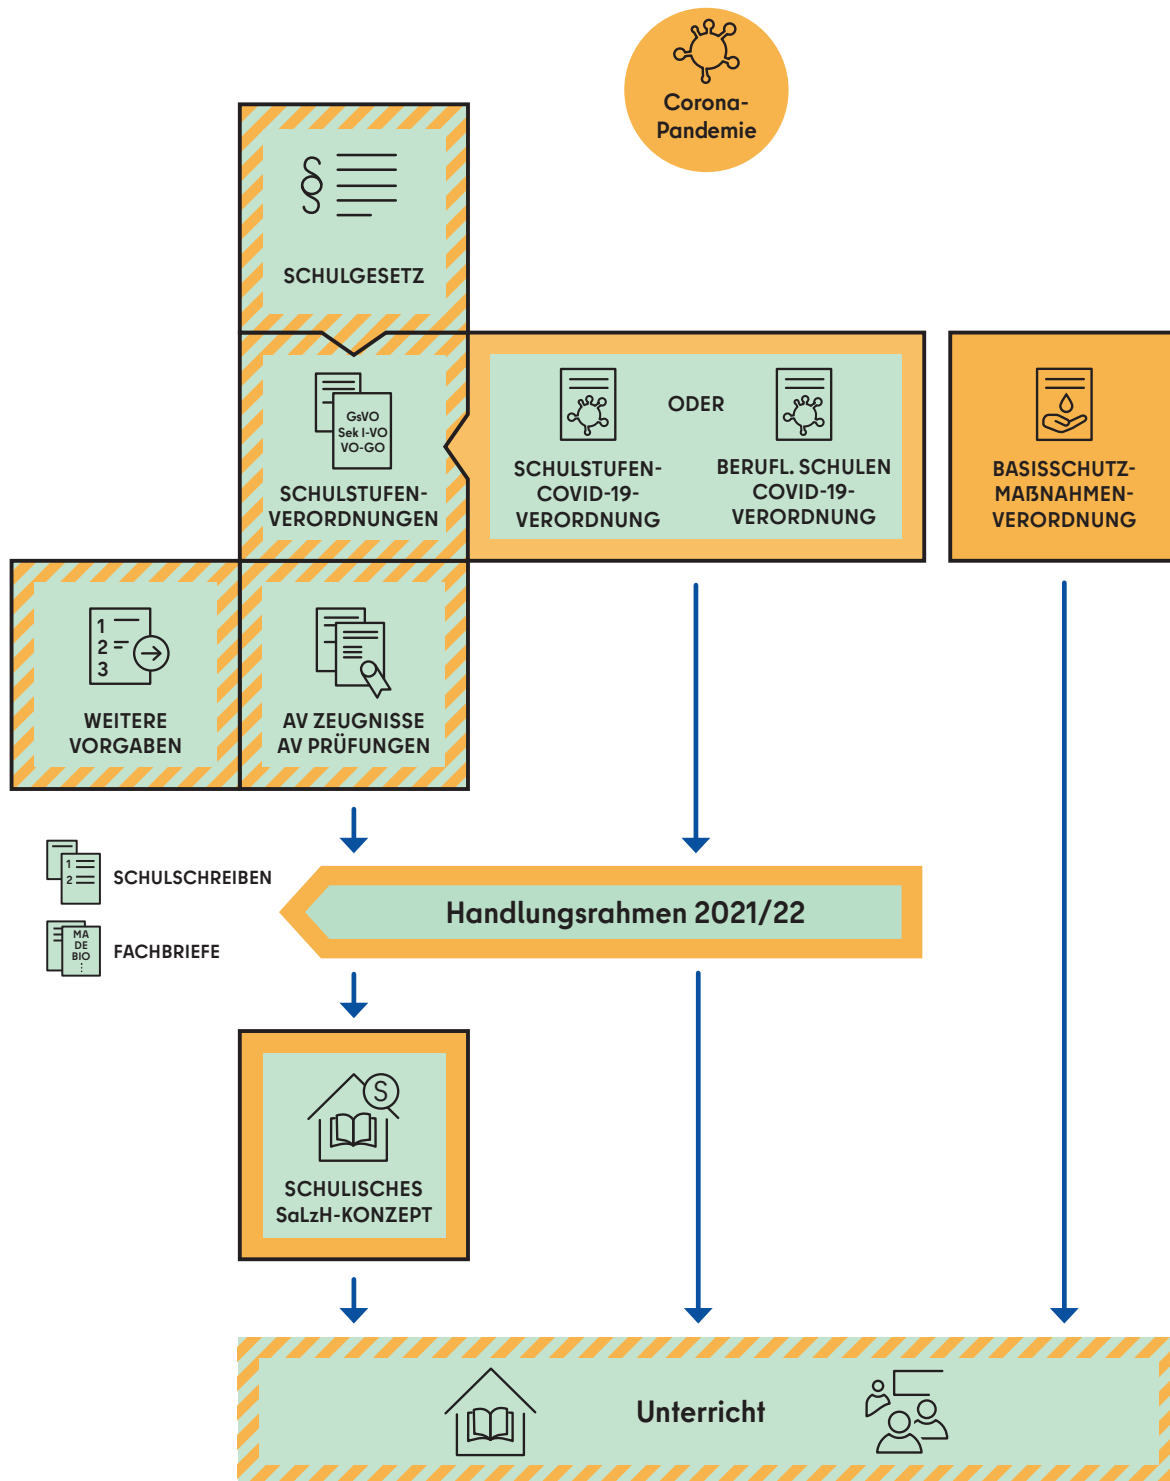 Corona-
Pandemie
SCHULGESETZ
GsVO
Sek I-VO
VO-GO
SCHULSTUFEN-
VERORDNUNGEN
ODER
SCHULSTUFEN-
COVID-19-
VERORDNUNG
BERUFL. SCHULEN
COVID-19-
VERORDNUNG
BASISSCHUTZ-
MAßNAHMEN-
VERORDNUNG
1
2
3
WEITERE
VORGABEN
AV ZEUGNISSE
AV PRÜFUNGEN
1
2
SCHULSCHREIBEN
MA
DE
BIO
FACHBRIEFE
Handlungsrahmen 2021/22
S
SCHULISCHES
SaLzH-KONZEPT
Unterricht